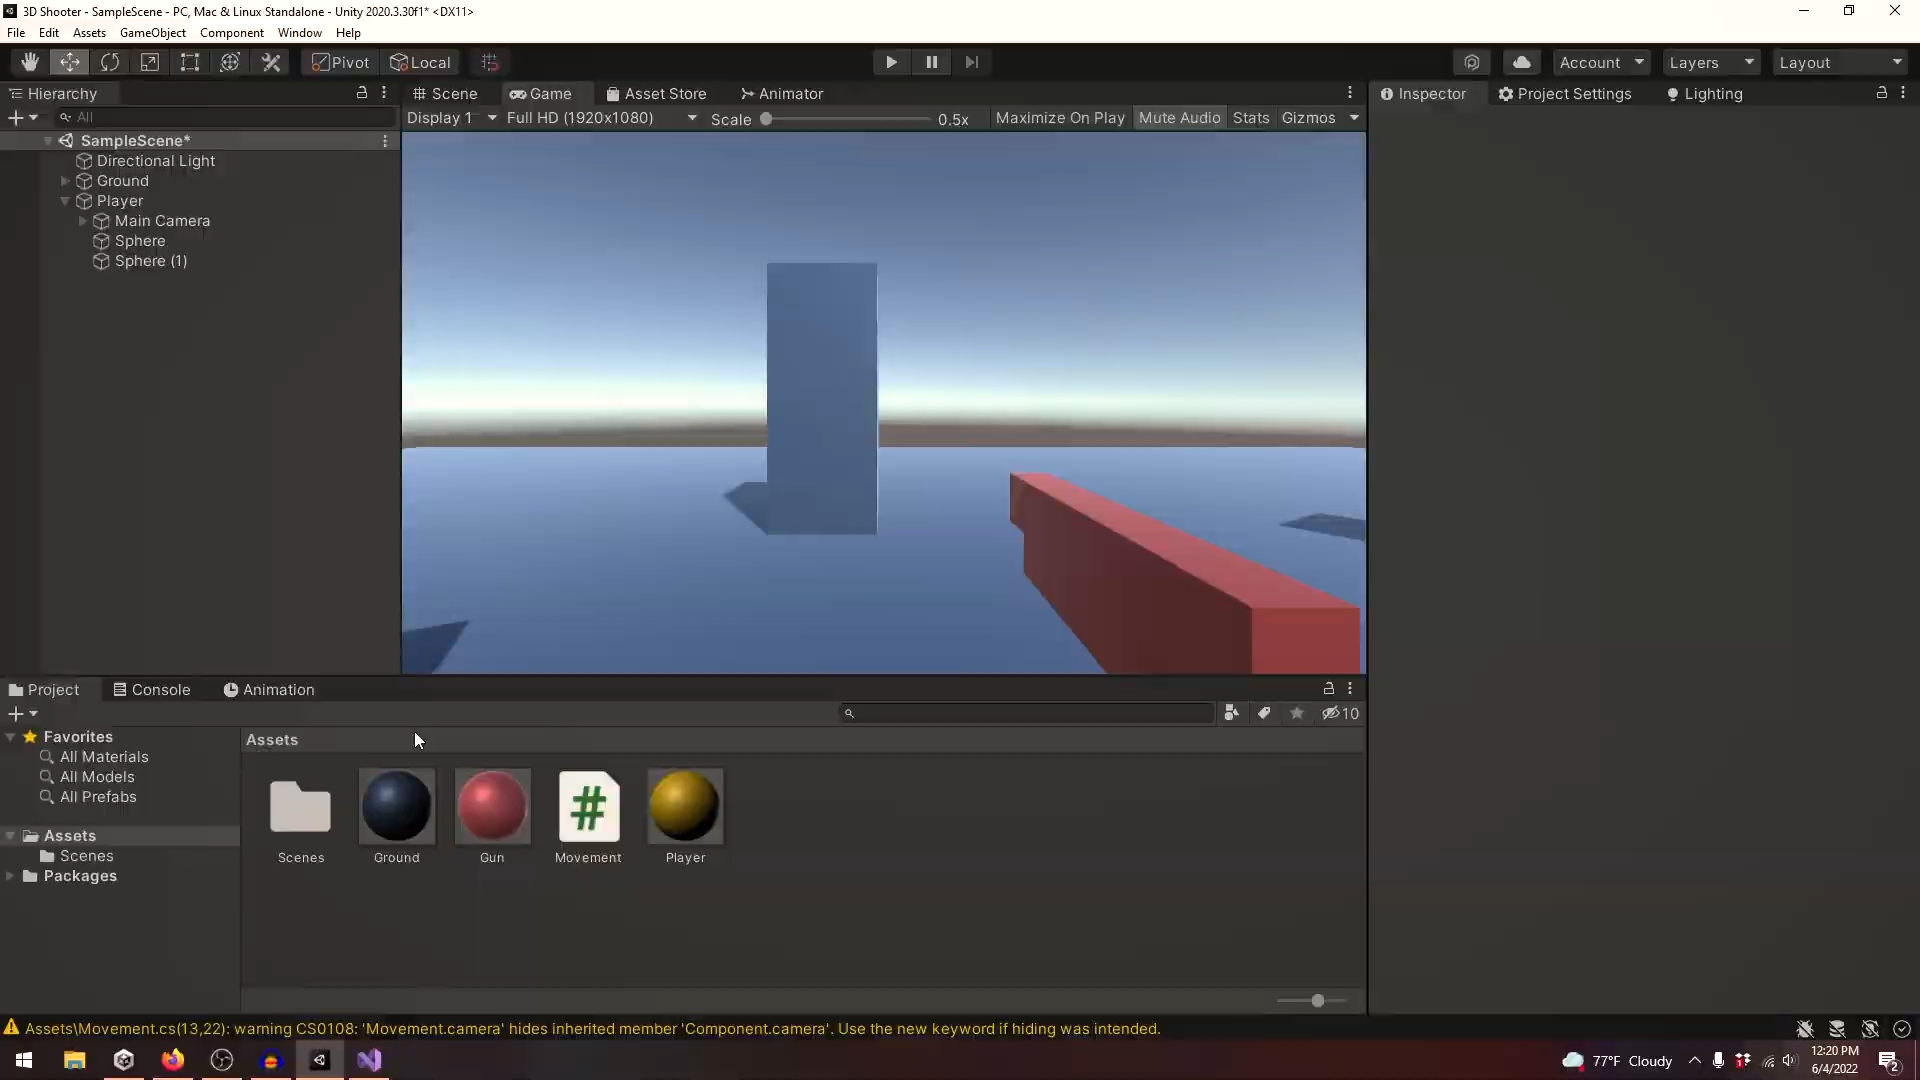 3D Shooter - SampleScene - PC, Mac & Linux Standalone - Unity 2020.3.30f1* <DX11>
File Edit Assets GameObject Component Window Help
Pivot Local Account Layers Layout
Hierarchy Scene Game Asset Store Animator Inspector Project Settings Lighting
All Display 1 Full HD (1920x1080) Scale 0.5x Maximize On Play Mute Audio Stats Gizmos
SampleScene*
Directional Light
Ground
Player
Main Camera
Sphere
Sphere (1)
Project Console Animation
10
Favorites Assets
All Materials
All Models
All Prefabs
Assets
Scenes
Packages
Scenes Ground Gun Movement Player
Assets\Movement.cs(13,22): warning CS0108: 'Movement.camera' hides inherited member 'Component.camera'. Use the new keyword if hiding was intended.
77°F Cloudy
12:20 PM
6/4/2022
2